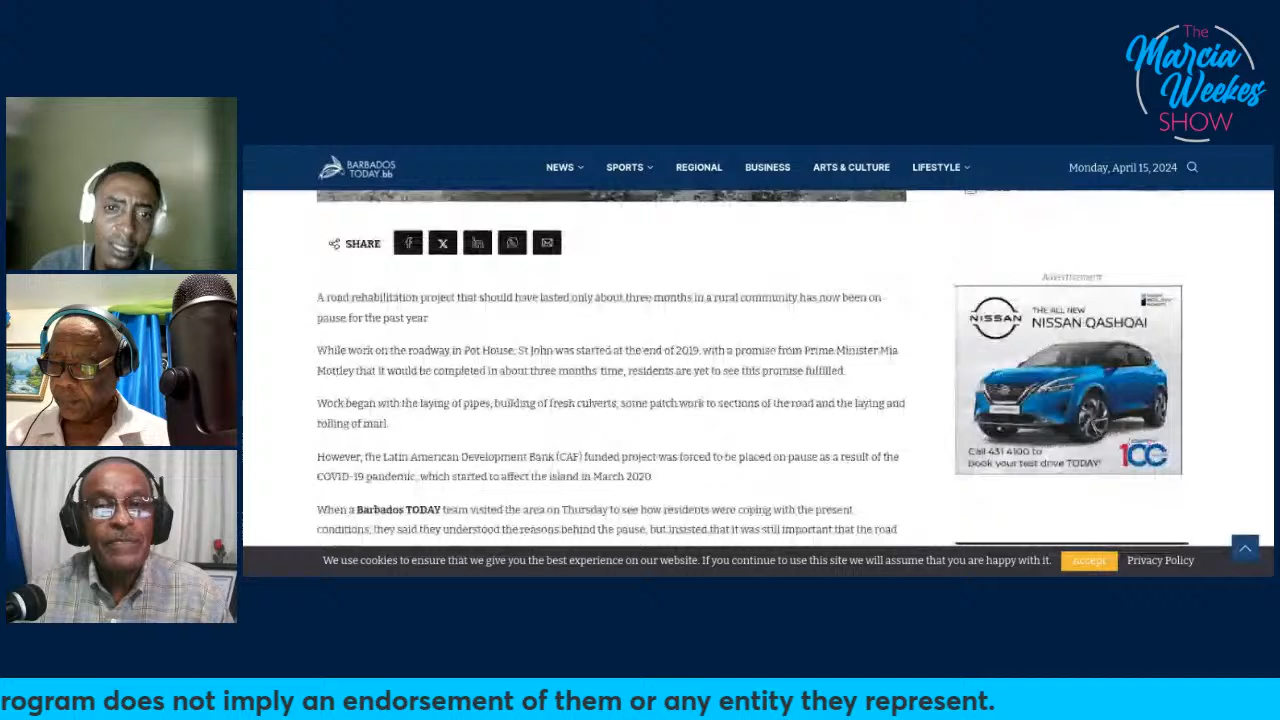 The
Marcia
Weekes
SHOW
BARBADOS
TODAY.bb
NEWS
SPORTS
REGIONAL
BUSINESS
ARTS & CULTURE
LIFESTYLE
Monday, April 15, 2024
SHARE
A road rehabilitation project that should have lasted only about three months in a rural community has now been on
pause for the past year
While work on the roadway in Pot House, St John was started at the end of 2019, with a promise from Prime Minister Mia
Mottley that it would be completed in about three months' time, residents are yet to see this promise fulfilled.
Work began with the laying of pipes, building of fresh culverts, some patch work to sections of the road and the laying and
rolling of marl.
However, the Latin American Development Bank (CAF) funded project was forced to be placed on pause as a result of the
COVID-19 pandemic, which started to affect the island in March 2020.
When a Barbados TODAY team visited the area on Thursday to see how residents were coping with the present
conditions, they said they understood the reasons behind the pause, but insisted that it was still important that the road
Advertisement
NISSAN
THE ALL NEW
NISSAN QASHQAI
Call 431 4100 to
book your test drive TODAY!
100
We use cookies to ensure that we give you the best experience on our website. If you continue to use this site we will assume that you are happy with it.
Accept
Privacy Policy
rogram does not imply an endorsement of them or any entity they represent.